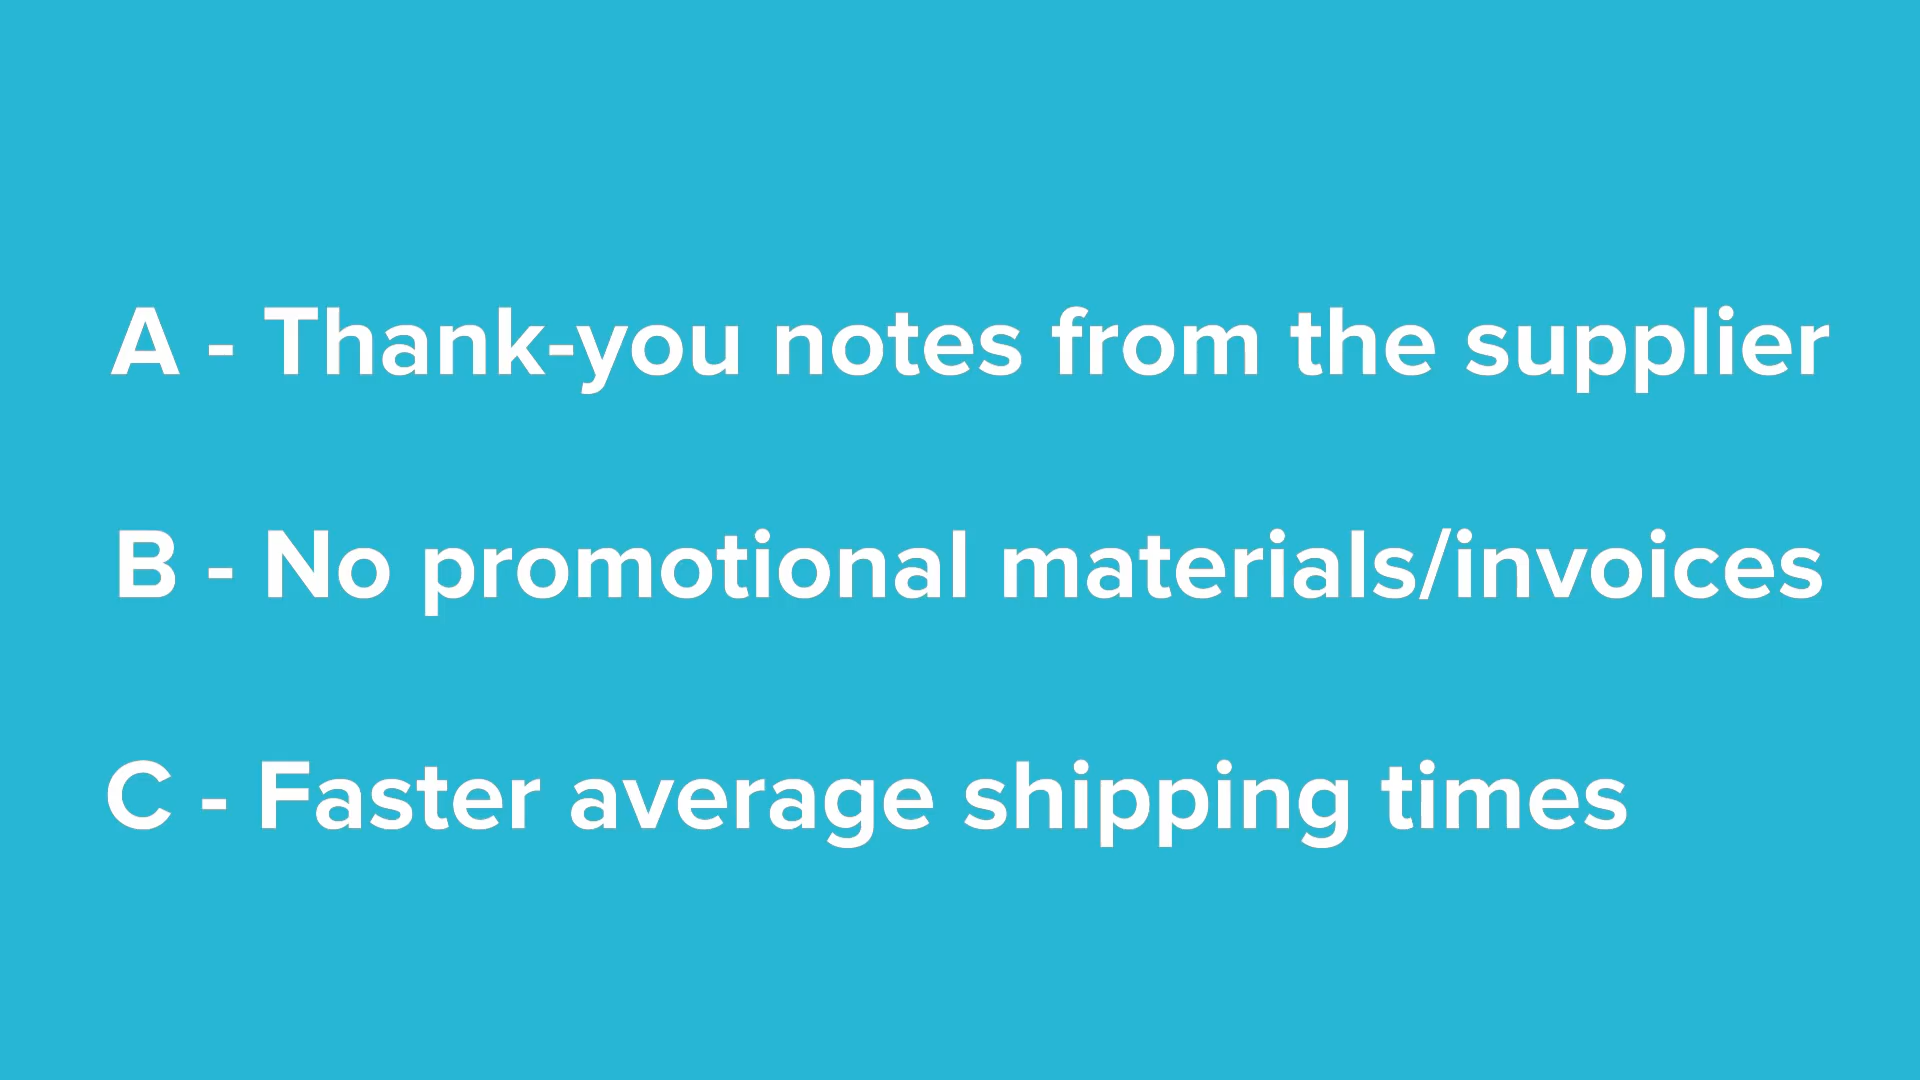 A - Thank-you notes from the supplier
B - No promotional materials/invoices
C - Faster average shipping times